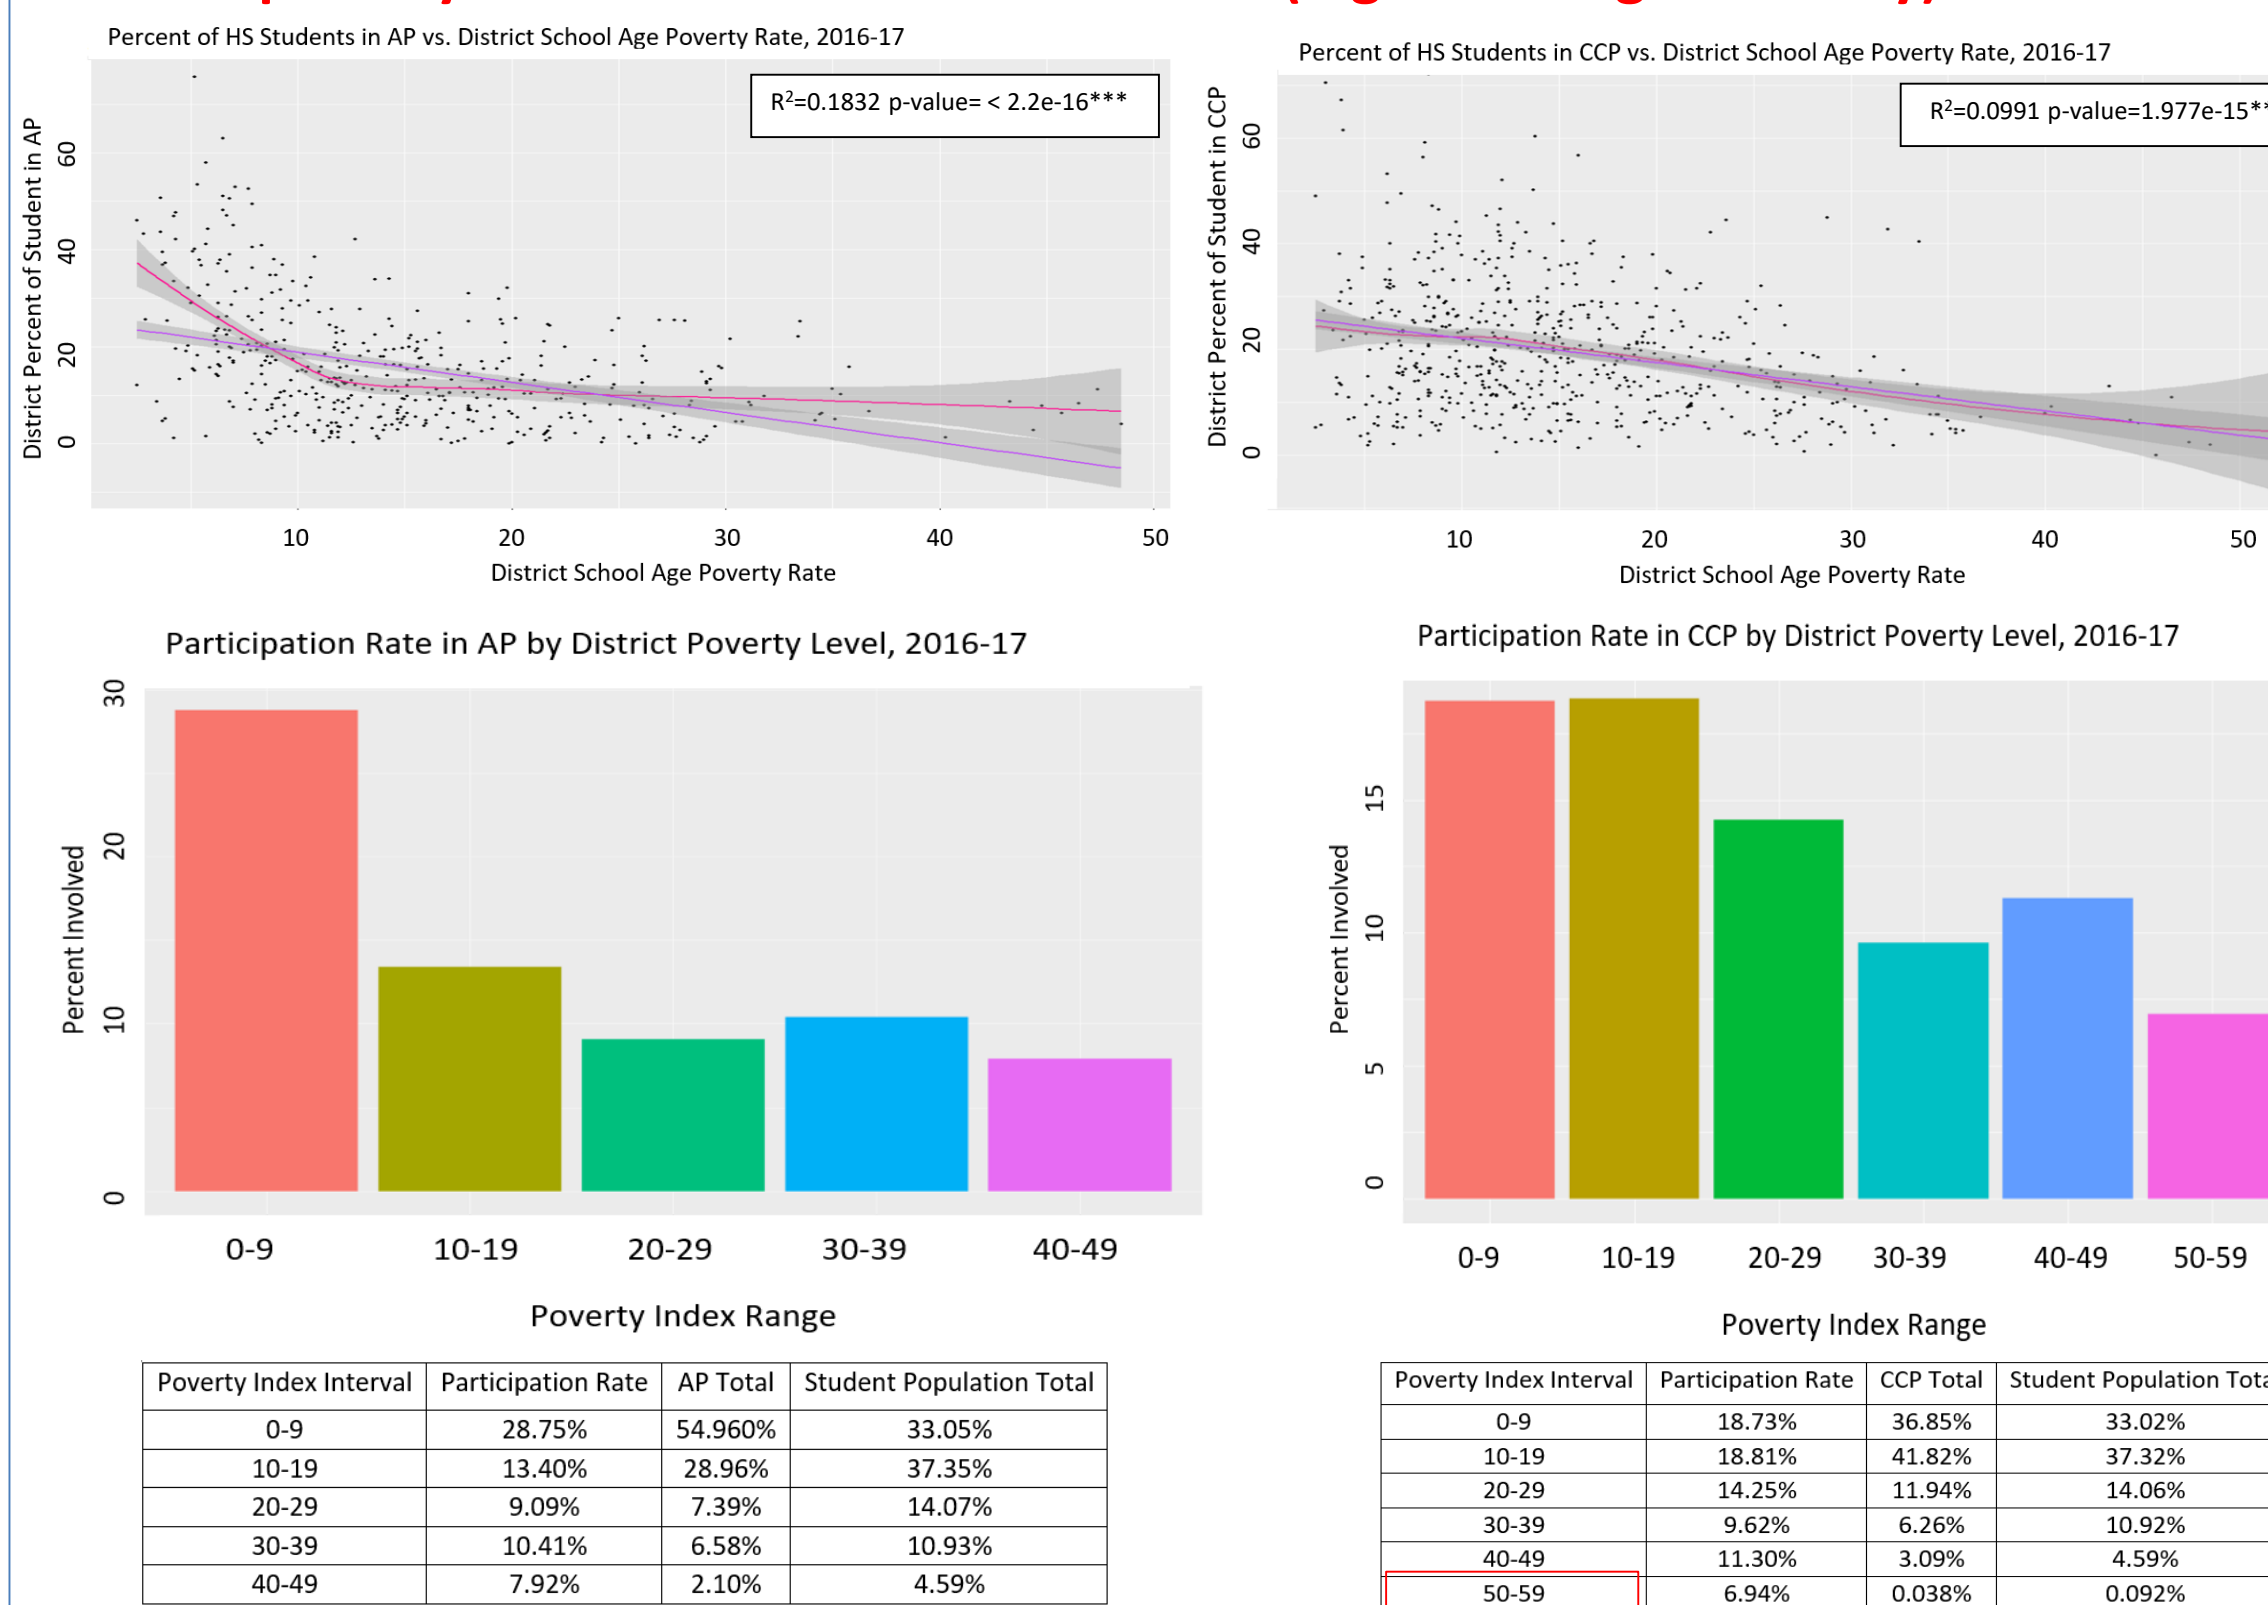 Percent of HS Students in AP vs. District School Age Poverty Rate, 2016-17
R²=0.1832 p-value= < 2.2e-16***
District Percent of Student in AP
60
40
20
0
10 20 30 40 50
District School Age Poverty Rate
Percent of HS Students in CCP vs. District School Age Poverty Rate, 2016-17
R²=0.0991 p-value=1.977e-15**
District Percent of Student in CCP
60
40
20
0
10 20 30 40 50
District School Age Poverty Rate
Participation Rate in AP by District Poverty Level, 2016-17
Percent Involved
30
20
10
0
0-9 10-19 20-29 30-39 40-49
Poverty Index Range
Participation Rate in CCP by District Poverty Level, 2016-17
Percent Involved
15
10
5
0
0-9 10-19 20-29 30-39 40-49 50-59
Poverty Index Range
Poverty Index Interval Participation Rate AP Total Student Population Total
0-9 28.75% 54.960% 33.05%
10-19 13.40% 28.96% 37.35%
20-29 9.09% 7.39% 14.07%
30-39 10.41% 6.58% 10.93%
40-49 7.92% 2.10% 4.59%
Poverty Index Interval Participation Rate CCP Total Student Population Tota
0-9 18.73% 36.85% 33.02%
10-19 18.81% 41.82% 37.32%
20-29 14.25% 11.94% 14.06%
30-39 9.62% 6.26% 10.92%
40-49 11.30% 3.09% 4.59%
50-59 6.94% 0.038% 0.092%